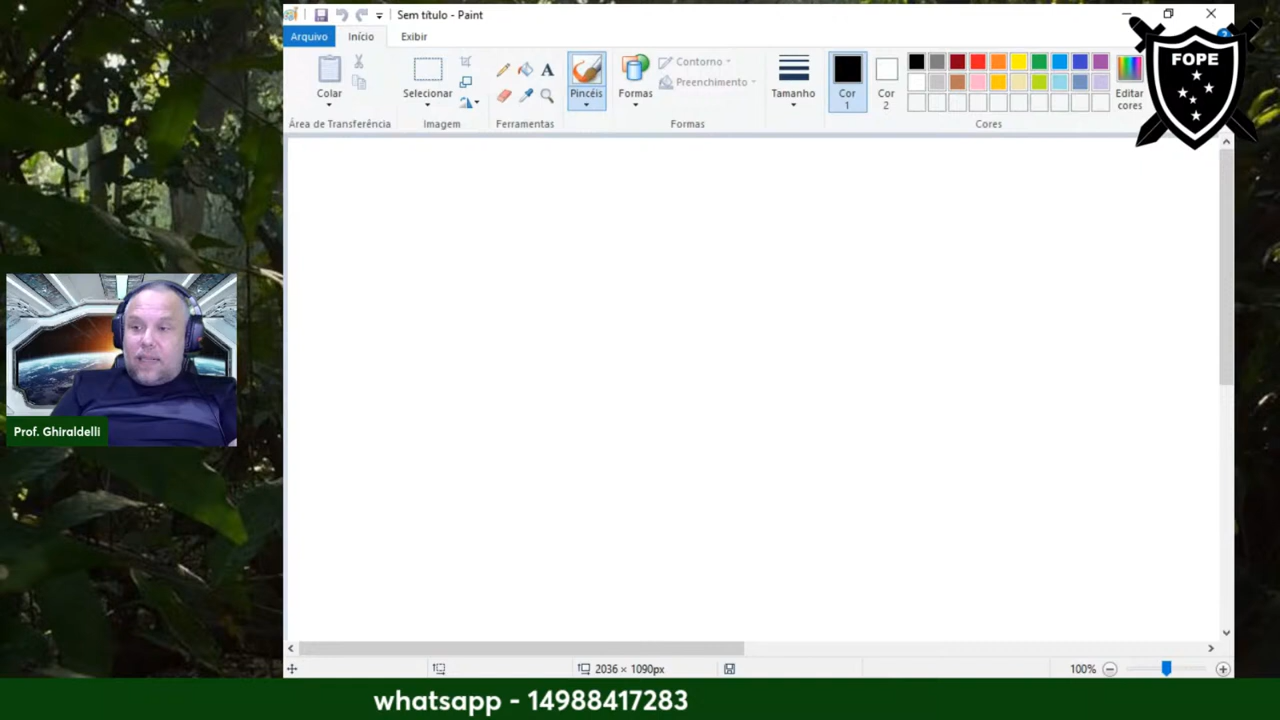 Sem título - Paint
Arquivo
Início
Exibir
FOPE
Colar
Selecionar
A
Pincéis
Formas
Contorno
Preenchimento
Tamanho
Cor 1
Cor 2
Editar cores
Área de Transferência
Imagem
Ferramentas
Formas
Cores
Prof. Ghiraldelli
2036 × 1090px
100%
whatsapp - 14988417283